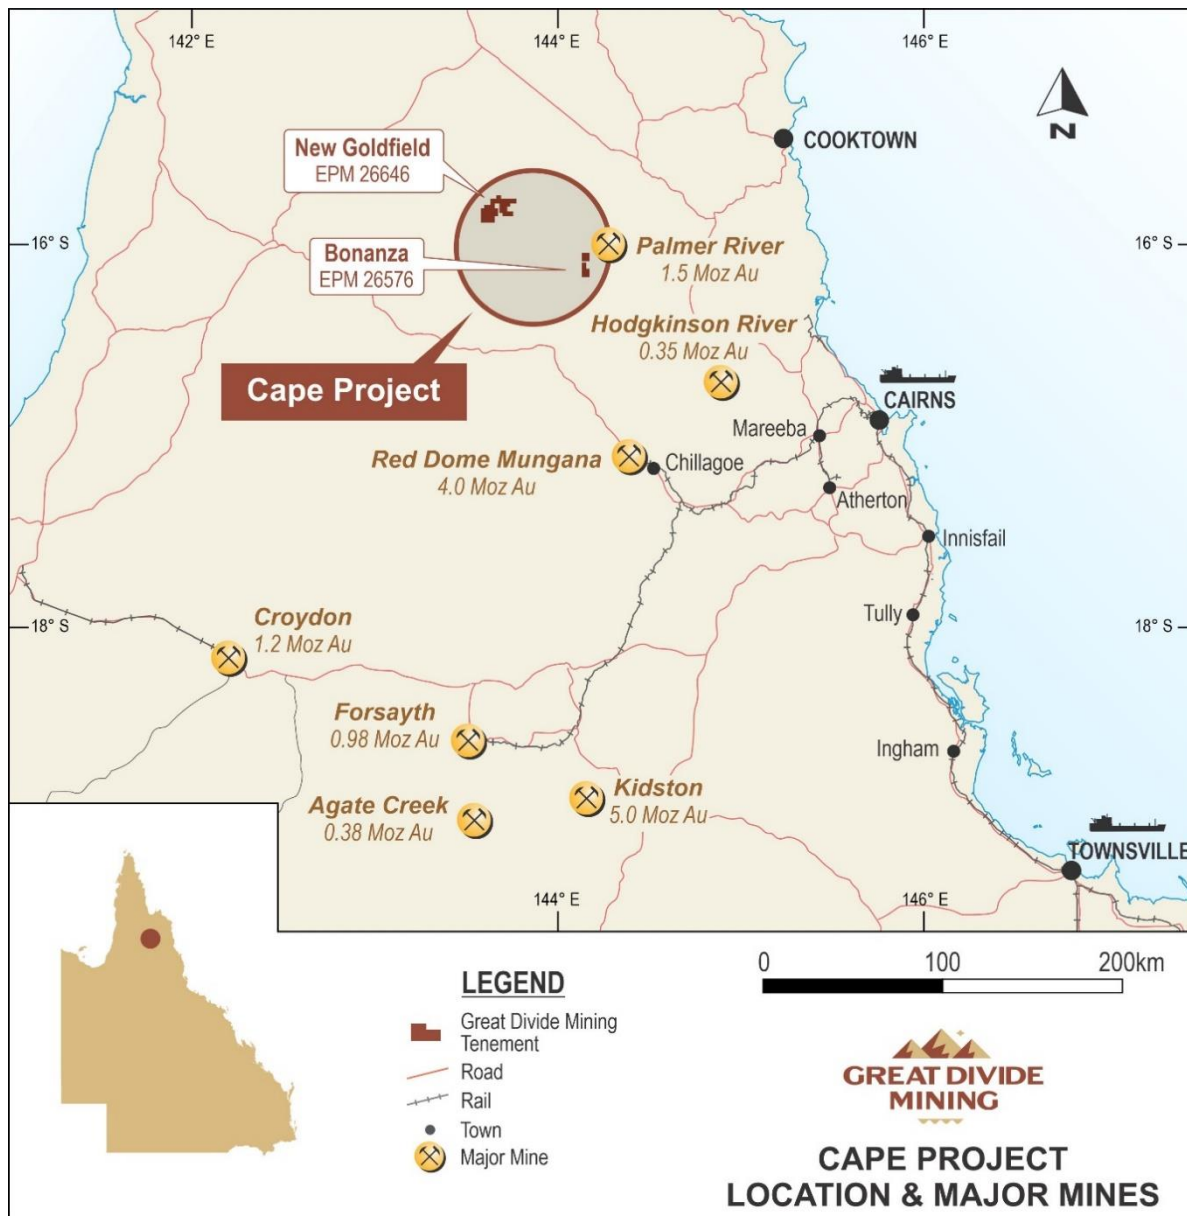 142° E
144° E
146° E
N
COOKTOWN
New Goldfield
EPM 26646
16° S
16° S
Bonanza
EPM 26576
Palmer River
1.5 Moz Au
Hodgkinson River
0.35 Moz Au
Cape Project
CAIRNS
Mareeba
Red Dome Mungana
4.0 Moz Au
Chillagoe
Atherton
Innisfail
Croydon
1.2 Moz Au
Tully
18° S
18° S
Forsayth
0.98 Moz Au
Ingham
Kidston
5.0 Moz Au
Agate Creek
0.38 Moz Au
TOWNSVILLE
144° E
146° E
0 100 200km
LEGEND
Great Divide Mining
Tenement
Road
Rail
Town
Major Mine
GREAT DIVIDE
MINING
CAPE PROJECT
LOCATION & MAJOR MINES